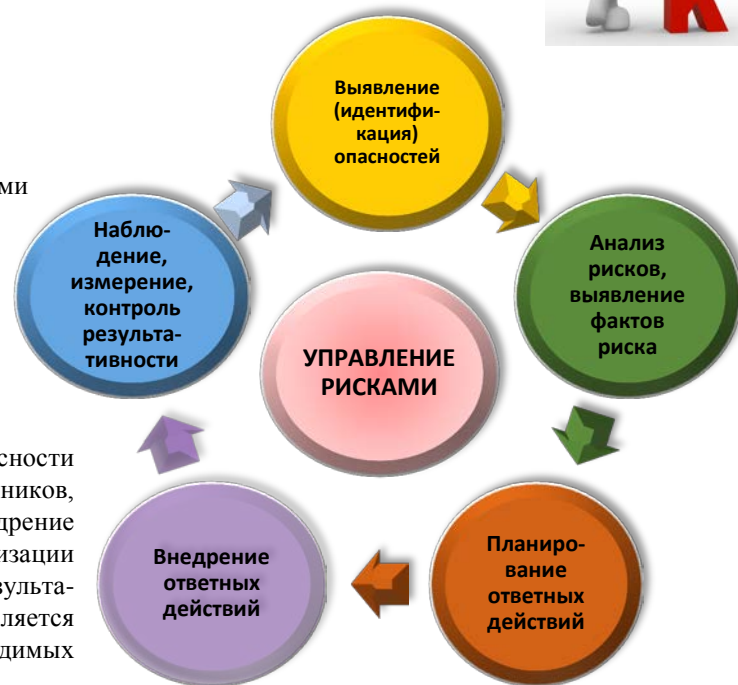 Выявление
(идентифи-
кация)
опасностей
Анализ
рисков,
выявление
фактов
риска
Планиро-
вание
ответных
действий
Внедрение
ответных
действий
Наблю-
дение,
измерение,
контроль
результа-
тивности
УПРАВЛЕНИЕ
РИСКАМИ
ми
сности
ников,
дрение
изации
зульта-
ляется
димых